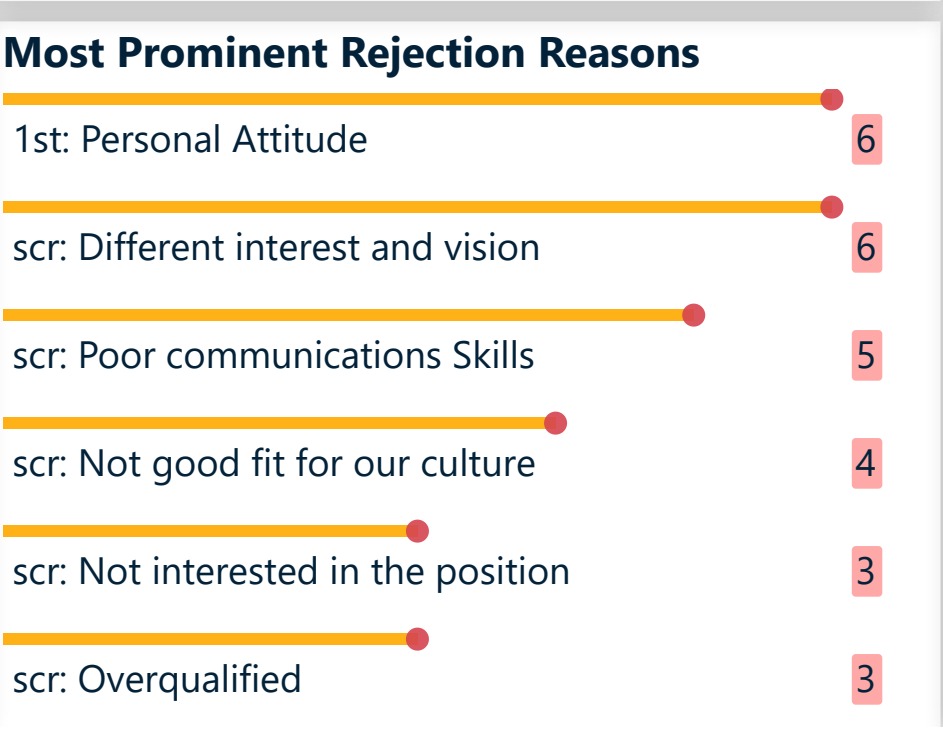 Most Prominent Rejection Reasons
1st: Personal Attitude 6
scr: Different interest and vision 6
scr: Poor communications Skills 5
scr: Not good fit for our culture 4
scr: Not interested in the position 3
scr: Overqualified 3